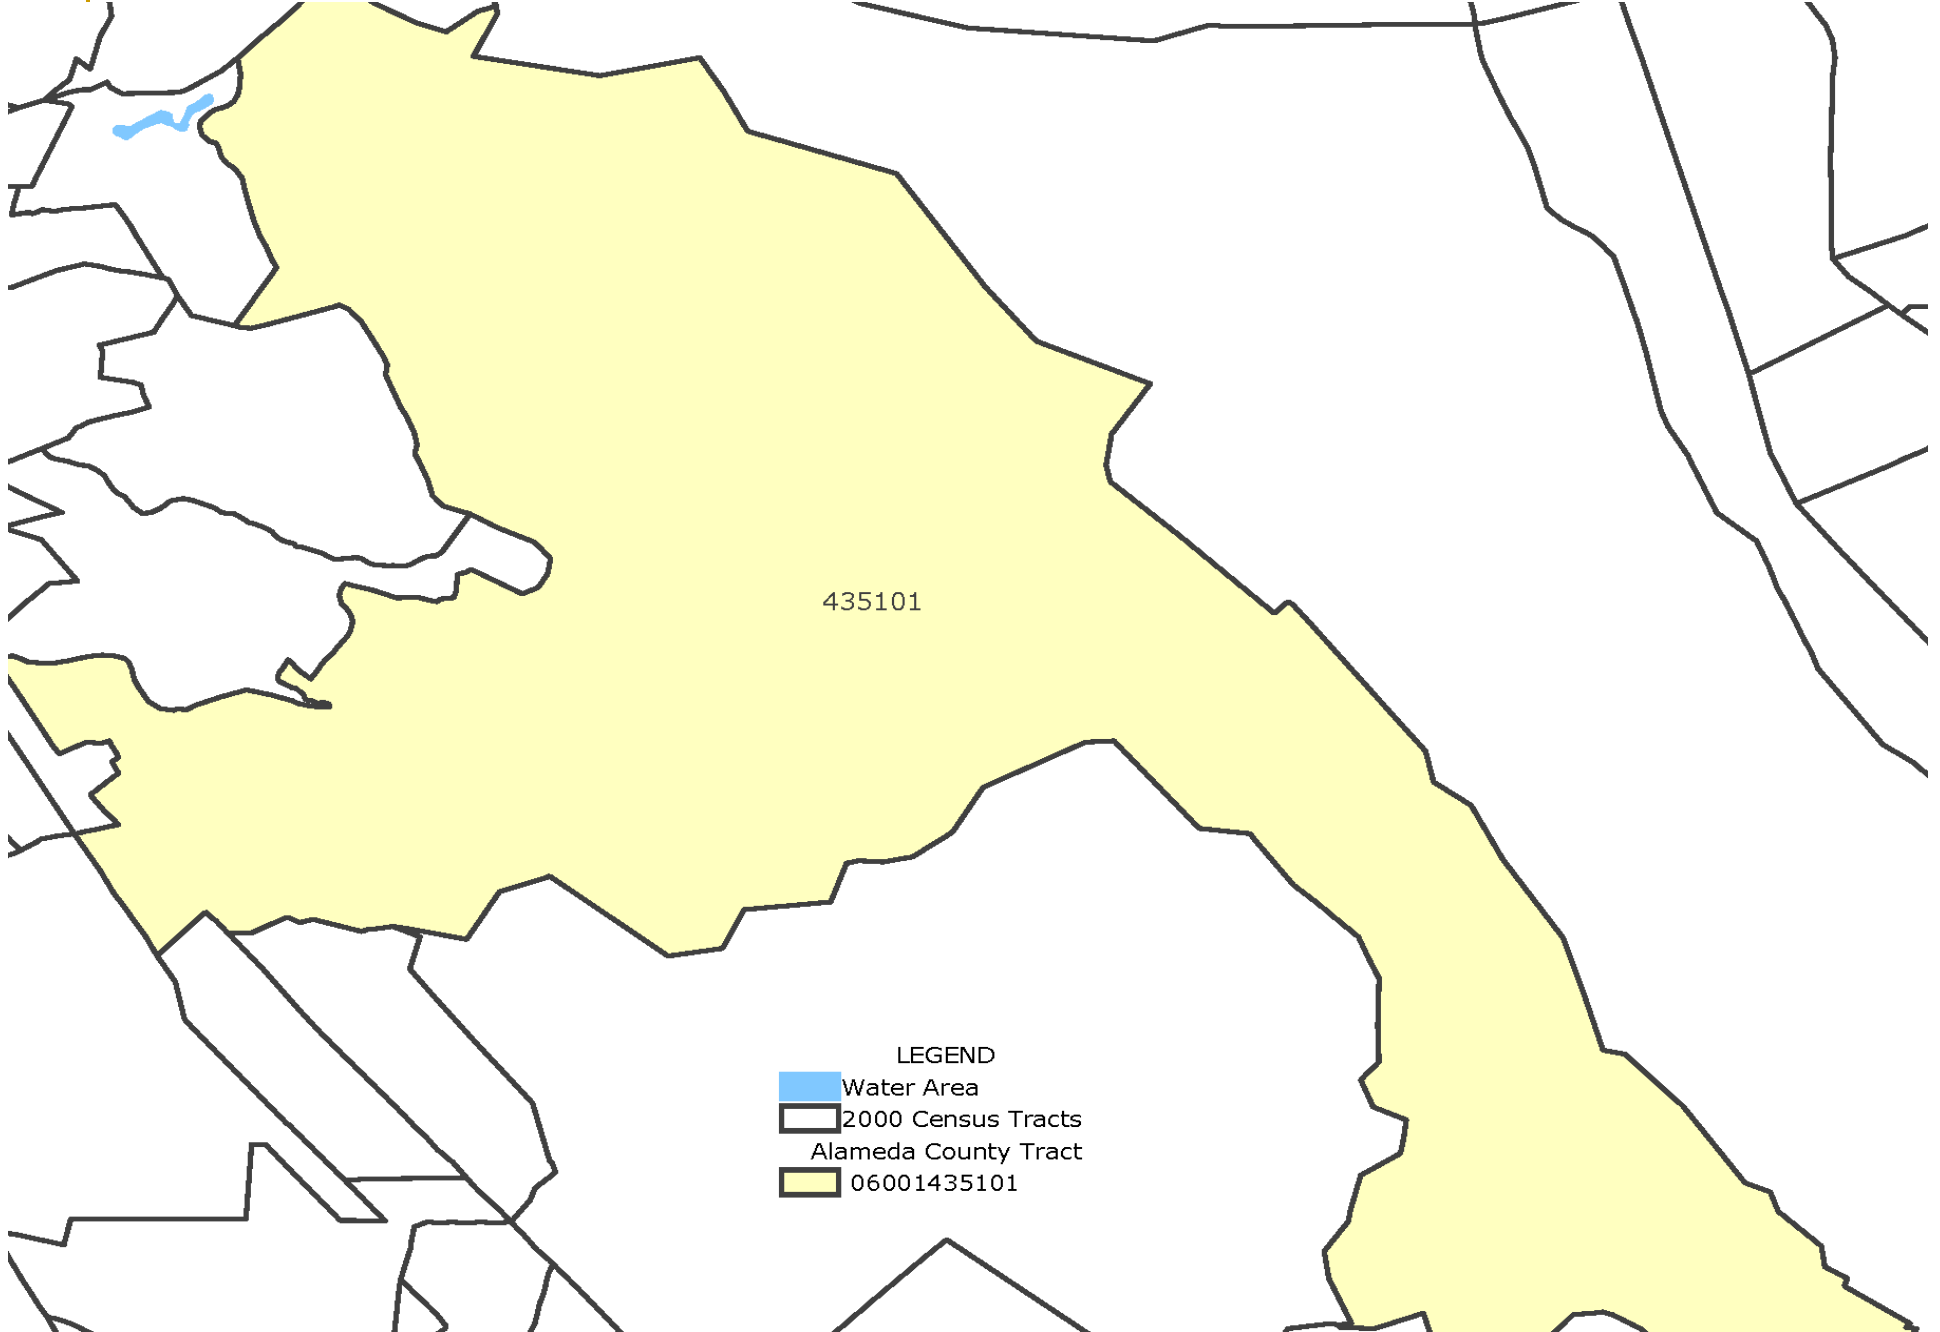 435101
LEGEND
Water Area
2000 Census Tracts
Alameda County Tract
06001435101